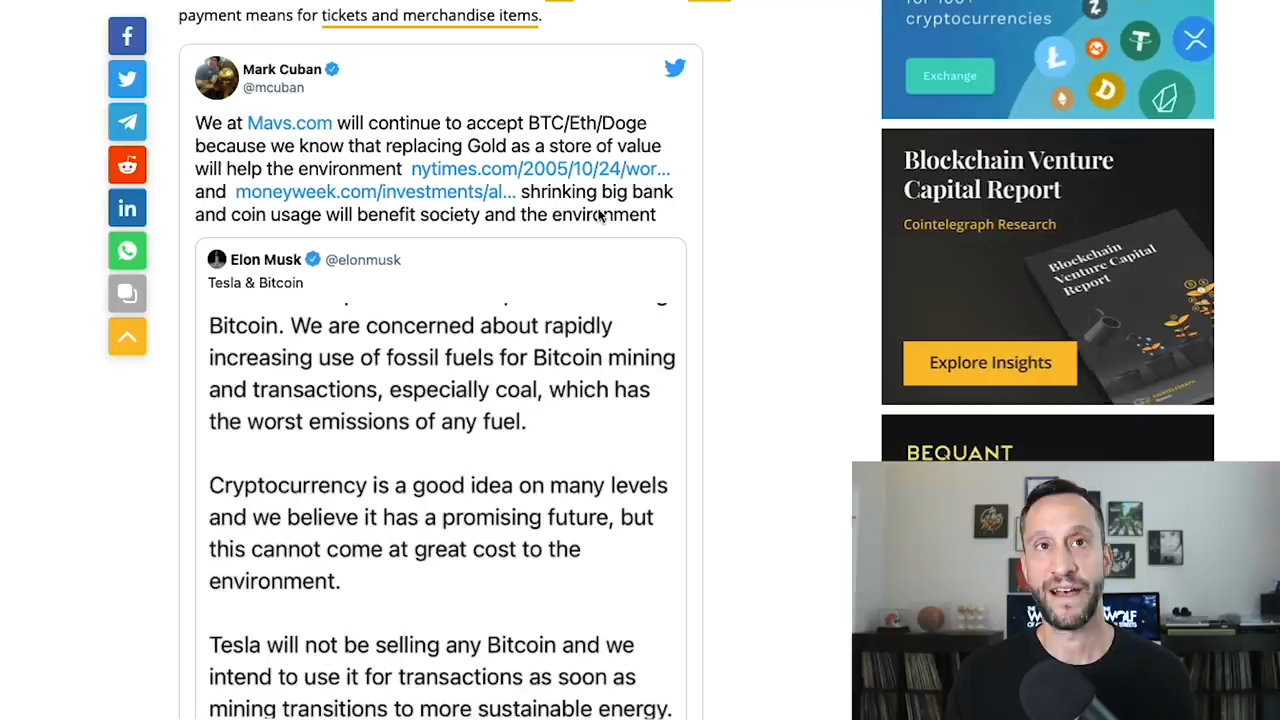 payment means for tickets and merchandise items.
Mark Cuban
@mcuban
We at Mavs.com will continue to accept BTC/Eth/Doge
because we know that replacing Gold as a store of value
will help the environment nytimes.com/2005/10/24/wor...
and moneyweek.com/investments/al... shrinking big bank
and coin usage will benefit society and the environment
Elon Musk @elonmusk
Tesla & Bitcoin
Bitcoin. We are concerned about rapidly
increasing use of fossil fuels for Bitcoin mining
and transactions, especially coal, which has
the worst emissions of any fuel.
Cryptocurrency is a good idea on many levels
and we believe it has a promising future, but
this cannot come at great cost to the
environment.
Tesla will not be selling any Bitcoin and we
intend to use it for transactions as soon as
mining transitions to more sustainable energy.
for 100+
cryptocurrencies
Exchange
Blockchain Venture
Capital Report
Cointelegraph Research
Blockchain
Venture Capital
Report
Explore Insights
BEQUANT
WOLF